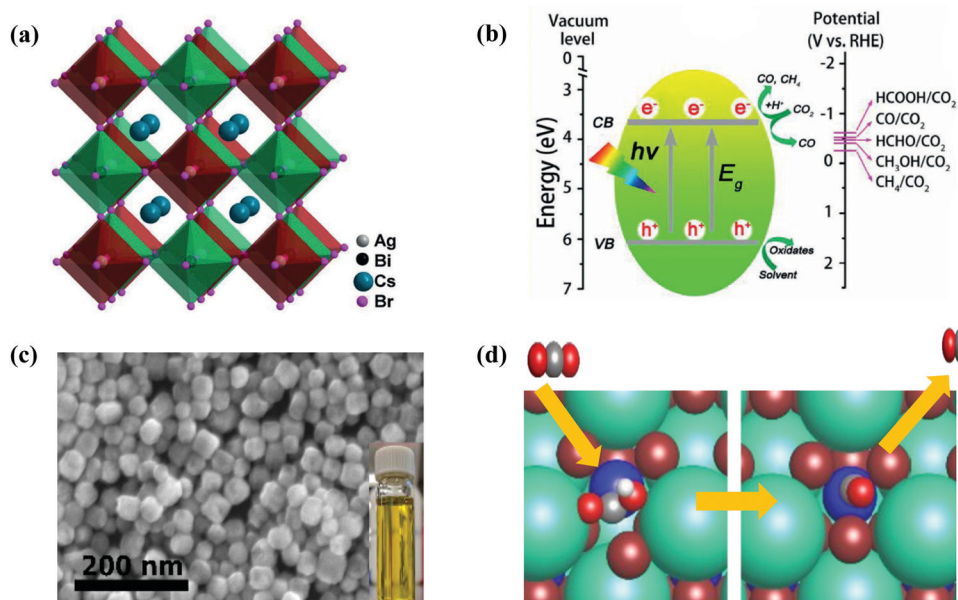 (a)
Ag
Bi
Cs
Br
(b)
Vacuum
level
Potential
(V vs. RHE)
Energy (eV)
0
3
4
5
6
7
CB
VB
e⁻
e⁻
e⁻
hv
E_g
h⁺
h⁺
h⁺
CO, CH₄
+H⁺
CO₂
CO
Oxidates
Solvent
-2
-1
0
1
2
HCOOH/CO₂
CO/CO₂
HCHO/CO₂
CH₃OH/CO₂
CH₄/CO₂
(c)
200 nm
(d)